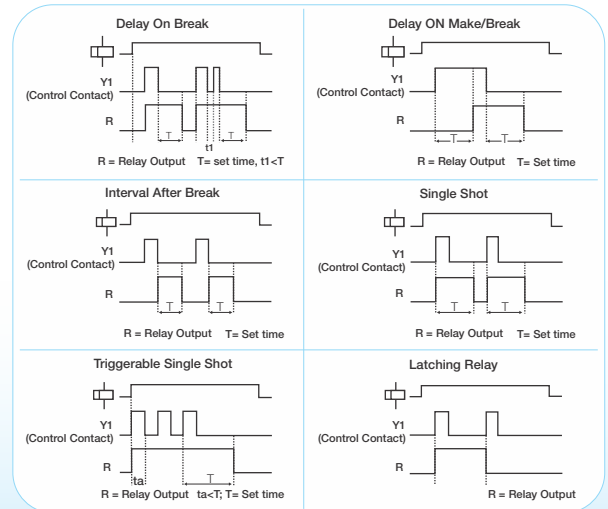 Delay On Break
Y1
(Control Contact)
R
T
T
t1
R = Relay Output T= set time, t1<T
Delay ON Make/Break
Y1
(Control Contact)
R
T
T
R = Relay Output T= Set time
Interval After Break
Y1
(Control Contact)
R
T
T
R = Relay Output T= Set time
Single Shot
Y1
(Control Contact)
R
T
T
R = Relay Output T= Set time
Triggerable Single Shot
Y1
(Control Contact)
R
ta
T
R = Relay Output ta<T; T= Set time
Latching Relay
Y1
(Control Contact)
R
R = Relay Output